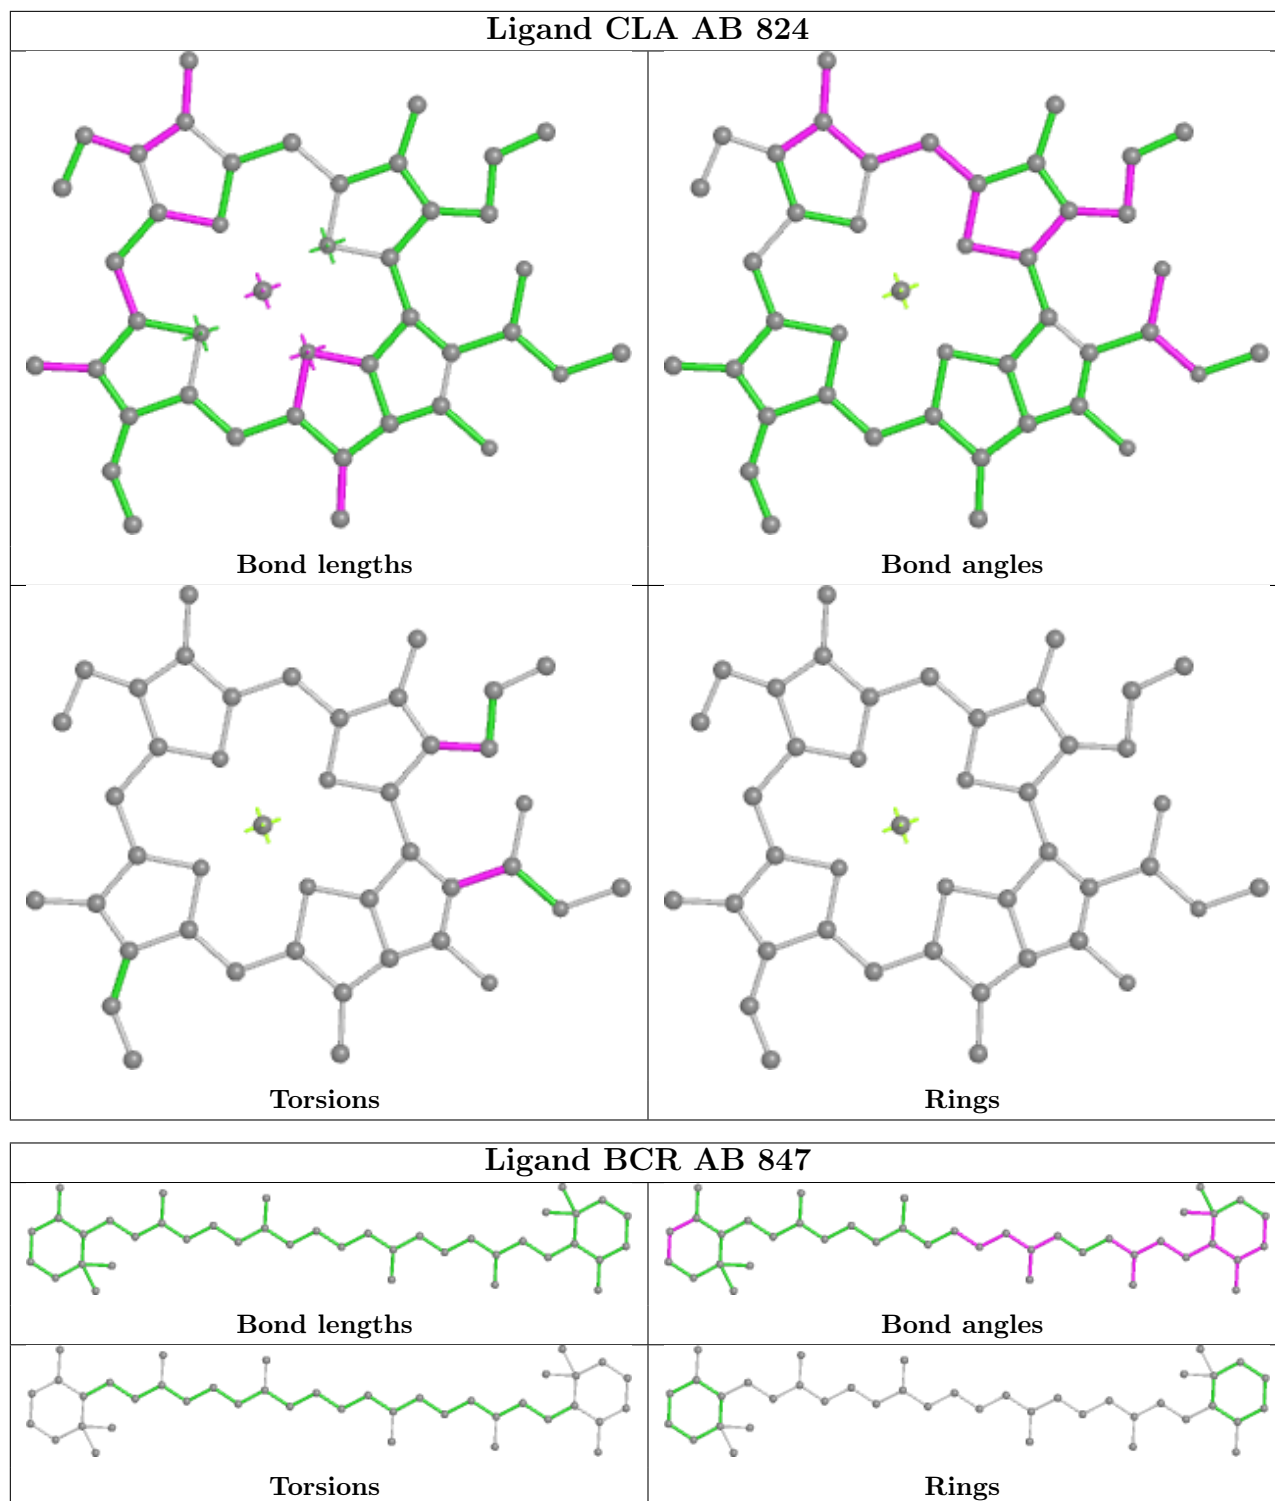 Ligand CLA AB 824
Bond lengths
Bond angles
Torsions
Rings
Ligand BCR AB 847
Bond lengths
Bond angles
Torsions
Rings